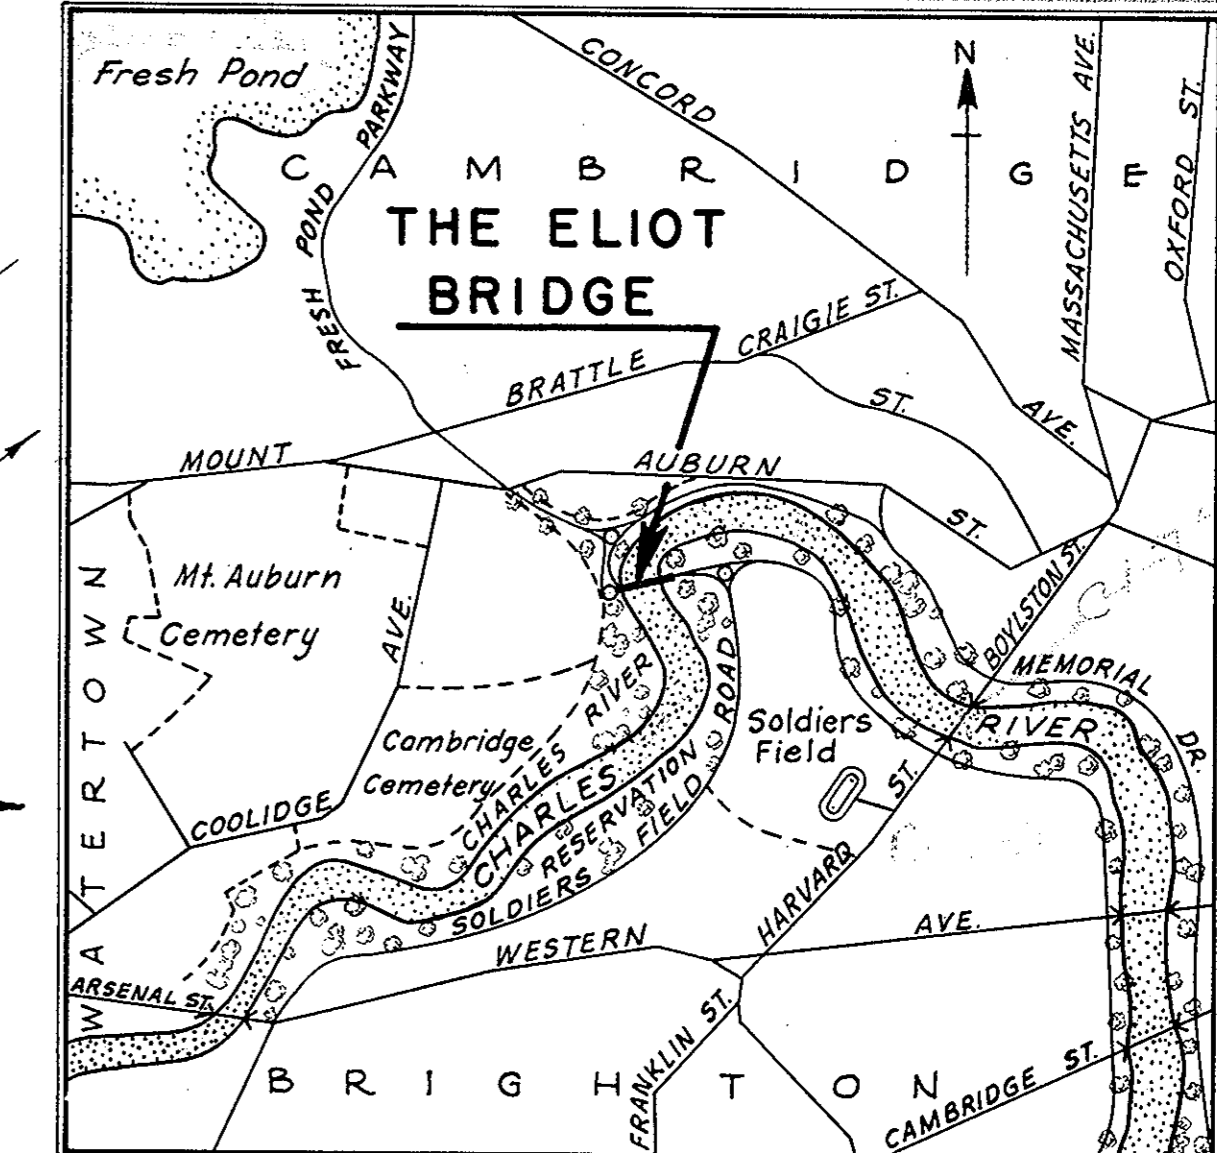 Fresh Pond
FRESH POND PARKWAY
CONCORD AVE.
N
MASSACHUSETTS AVE.
OXFORD ST.
CAMBRIDGE
THE ELIOT
BRIDGE
CRAIGIE ST.
BRATTLE ST.
MOUNT AUBURN ST.
Mt. Auburn
Cemetery
COOLIDGE AVE.
WATERTOWN
BOYLSTON ST.
MEMORIAL DR.
Cambridge
Cemetery
CHARLES RIVER
RESERVATION
CHARLES RIVER
SOLDIERS FIELD ROAD
Soldiers
Field
HARVARD ST.
WESTERN AVE.
ARSENAL ST.
FRANKLIN ST.
CAMBRIDGE ST.
BRIGHTON